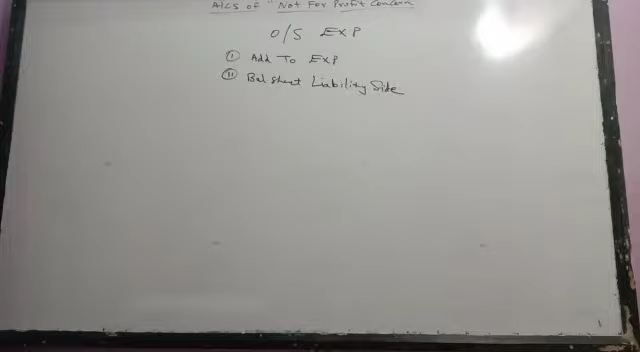 A/CS of "Not For Profit Concern
O/S EXP
(I) Add To EXP
(II) Bal sheet Liability Side